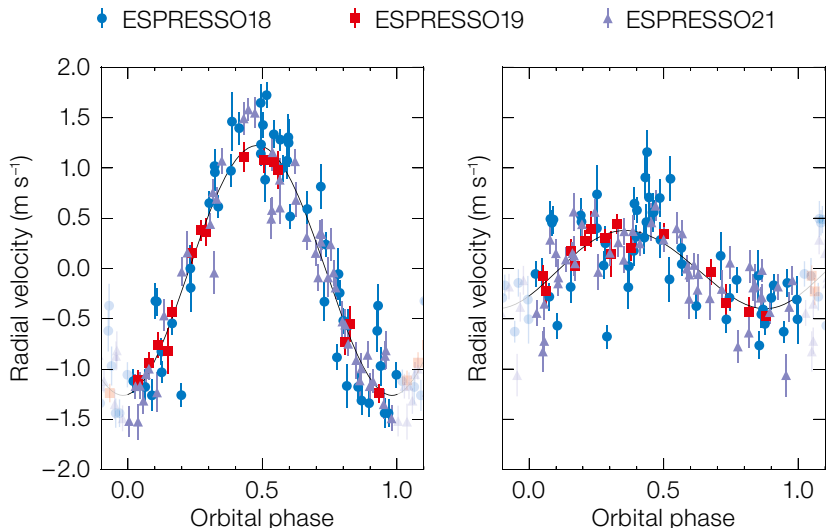 ESPRESSO18 ESPRESSO19 ESPRESSO21
Radial velocity (m s⁻¹)
2.0
1.5
1.0
0.5
0.0
−0.5
−1.0
−1.5
−2.0
0.0 0.5 1.0
Orbital phase
Radial velocity (m s⁻¹)
0.0 0.5 1.0
Orbital phase